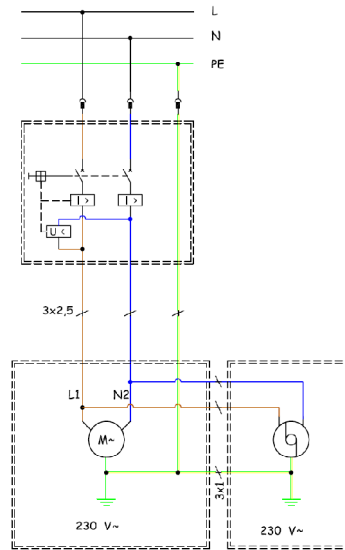 L
N
PE
I > I >
U <
3x2,5
L1 N2
M~
3x1
230 V~ 230 V~